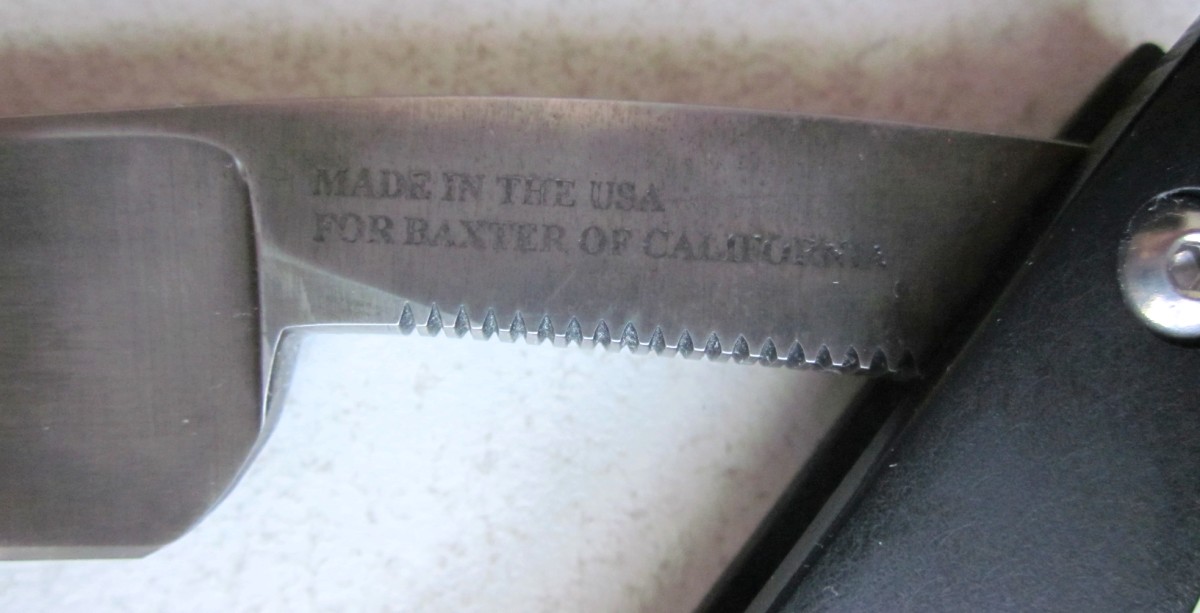 MADE IN THE USA
FOR BAXTER OF CALIFORNIA